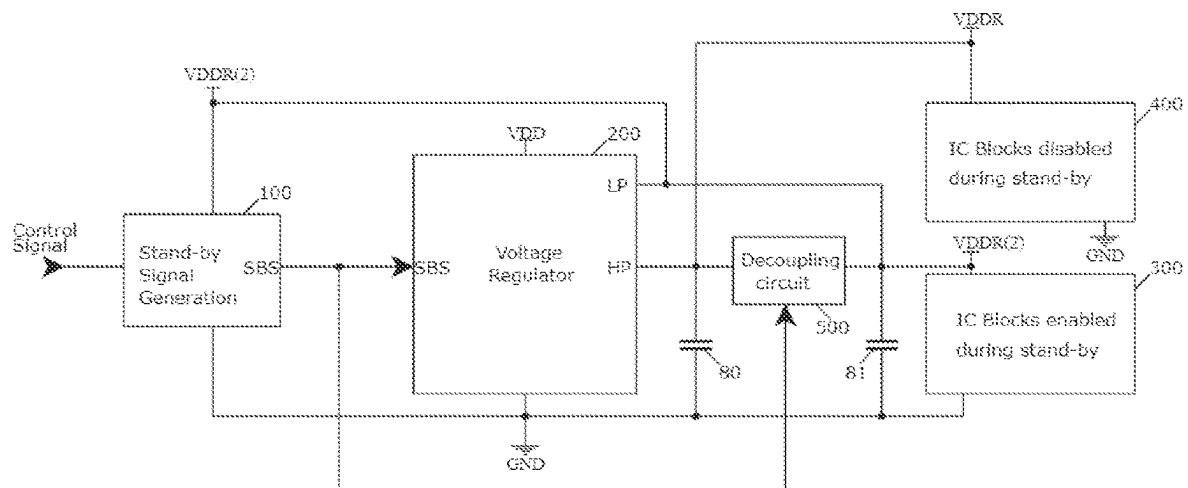 VDDR
VDDR(2)
400
VDD
200
IC Blocks disabled
during stand-by
LP
100
Control
Signal
Stand-by
Signal
Generation
SBS
SBS
Voltage
Regulator
HP
Decoupling
circuit
GND
VDDR(2)
300
500
IC Blocks enabled
during stand-by
80
81
GND